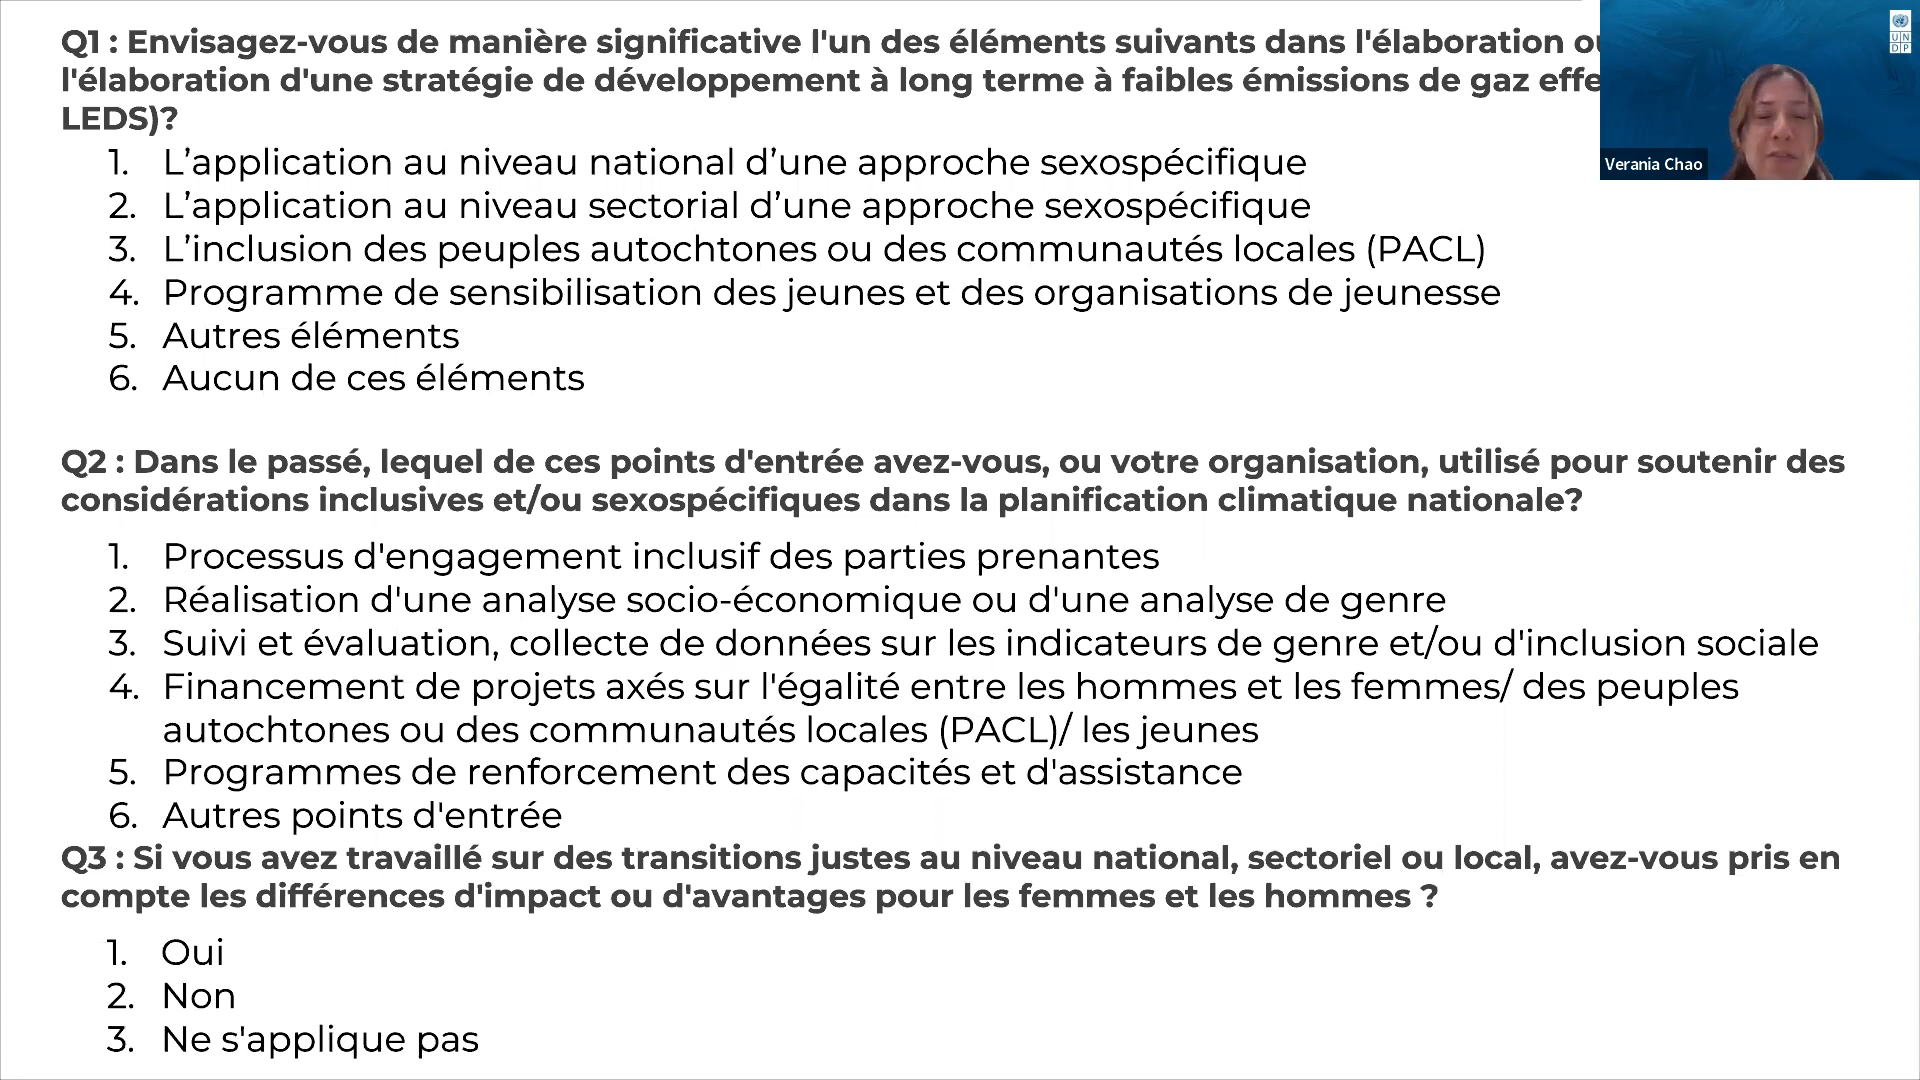 Q1 : Envisagez-vous de manière significative l'un des éléments suivants dans l'élaboration
l'élaboration d'une stratégie de développement à long terme à faibles émissions de gaz
LEDS)?
1. L’application au niveau national d’une approche sexospécifique
2. L’application au niveau sectorial d’une approche sexospécifique
3. L’inclusion des peuples autochtones ou des communautés locales (PACL)
4. Programme de sensibilisation des jeunes et des organisations de jeunesse
5. Autres éléments
6. Aucun de ces éléments
Q2 : Dans le passé, lequel de ces points d'entrée avez-vous, ou votre organisation, utilisé pour soutenir des
considérations inclusives et/ou sexospécifiques dans la planification climatique nationale?
1. Processus d'engagement inclusif des parties prenantes
2. Réalisation d'une analyse socio-économique ou d'une analyse de genre
3. Suivi et évaluation, collecte de données sur les indicateurs de genre et/ou d'inclusion sociale
4. Financement de projets axés sur l'égalité entre les hommes et les femmes/ des peuples
autochtones ou des communautés locales (PACL)/ les jeunes
5. Programmes de renforcement des capacités et d'assistance
6. Autres points d'entrée
Q3 : Si vous avez travaillé sur des transitions justes au niveau national, sectoriel ou local, avez-vous pris en
compte les différences d'impact ou d'avantages pour les femmes et les hommes ?
1. Oui
2. Non
3. Ne s'applique pas
Verania Chao
UN
DP